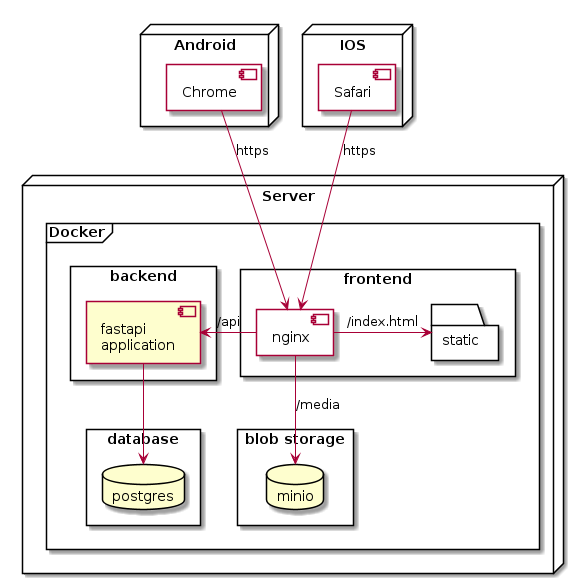 Android
IOS
Chrome
Safari
https
https
Server
Docker
backend
frontend
fastapi
application
/api
nginx
/index.html
static
/media
database
blob storage
postgres
minio